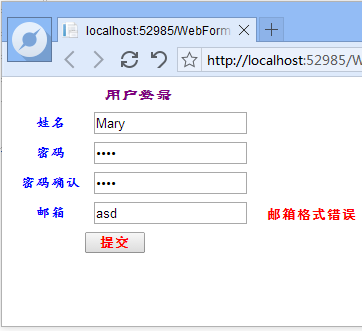 localhost:52985/WebForm
http://localhost:52985/W
用户登录
姓名 Mary
密码 ••••
密码确认 ••••
邮箱 asd 邮箱格式错误
提交